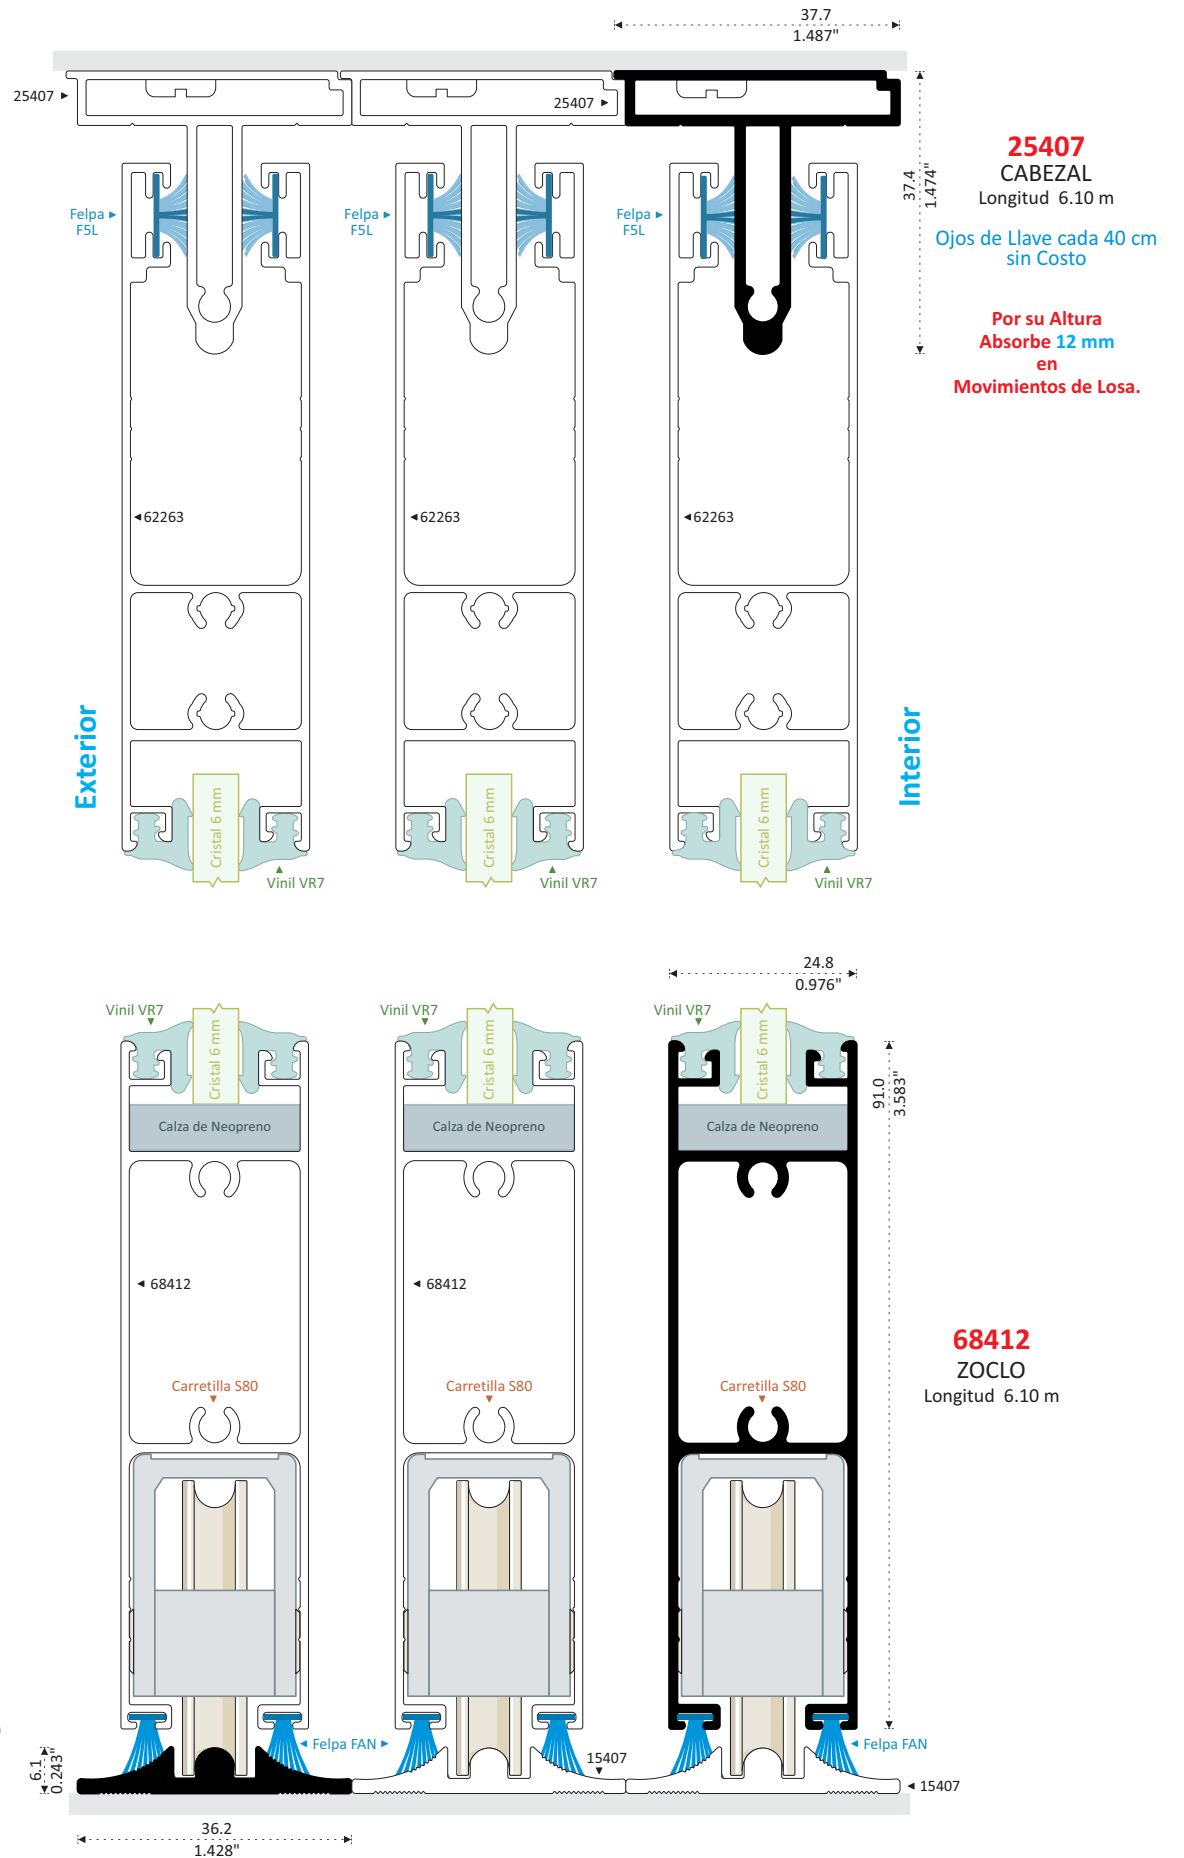 37.7
1.487"
25407
25407
37.4
1.474"
25407
CABEZAL
Longitud 6.10 m
Ojos de Llave cada 40 cm
sin Costo
Por su Altura
Absorbe 12 mm
en
Movimientos de Losa.
Felpa
F5L
Felpa
F5L
Felpa
F5L
62263
62263
62263
Exterior
Interior
Cristal 6 mm
Cristal 6 mm
Cristal 6 mm
Vinil VR7
Vinil VR7
Vinil VR7
24.8
0.976"
Vinil VR7
Vinil VR7
Vinil VR7
Cristal 6 mm
Cristal 6 mm
Cristal 6 mm
91.0
3.583"
Calza de Neopreno
Calza de Neopreno
Calza de Neopreno
68412
68412
68412
ZOCLO
Longitud 6.10 m
Carretilla S80
Carretilla S80
Carretilla S80
Felpa FAN
Felpa FAN
6.1
0.243"
15407
15407
36.2
1.428"